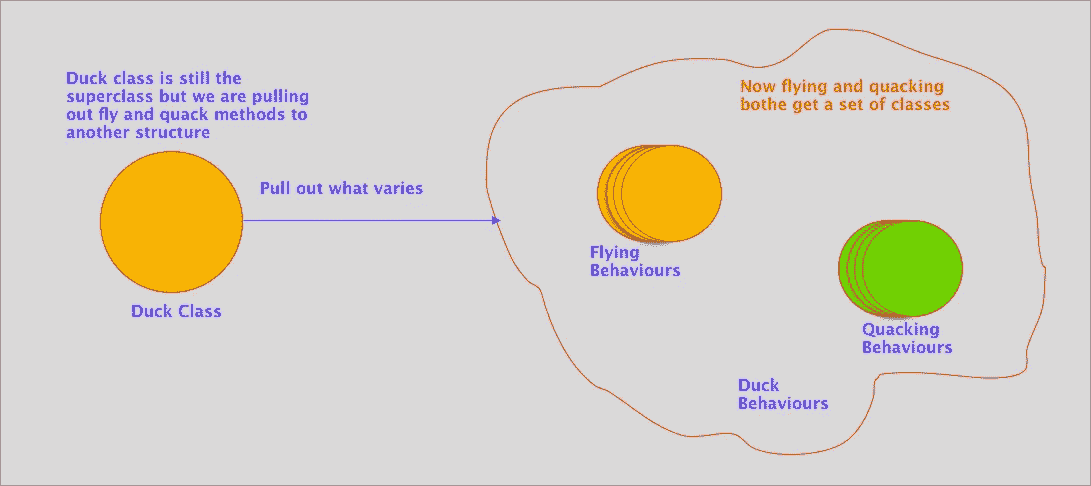 Duck class is still the
superclass but we are pulling
out fly and quack methods to
another structure
Pull out what varies
Duck Class
Now flying and quacking
bothe get a set of classes
Flying
Behaviours
Quacking
Behaviours
Duck
Behaviours